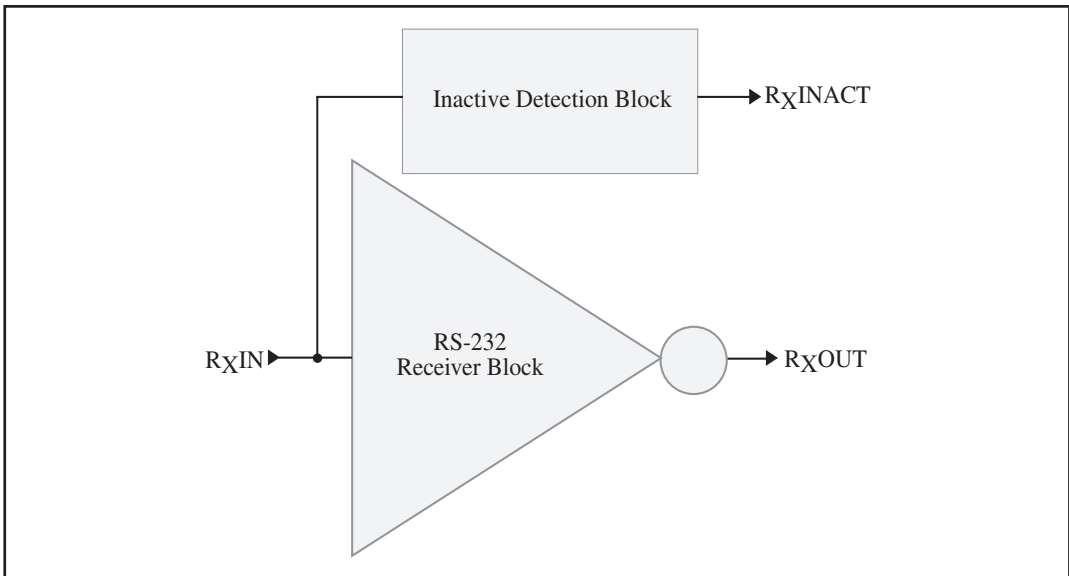 Inactive Detection Block
RXINACT
RS-232
Receiver Block
RXIN
RXOUT